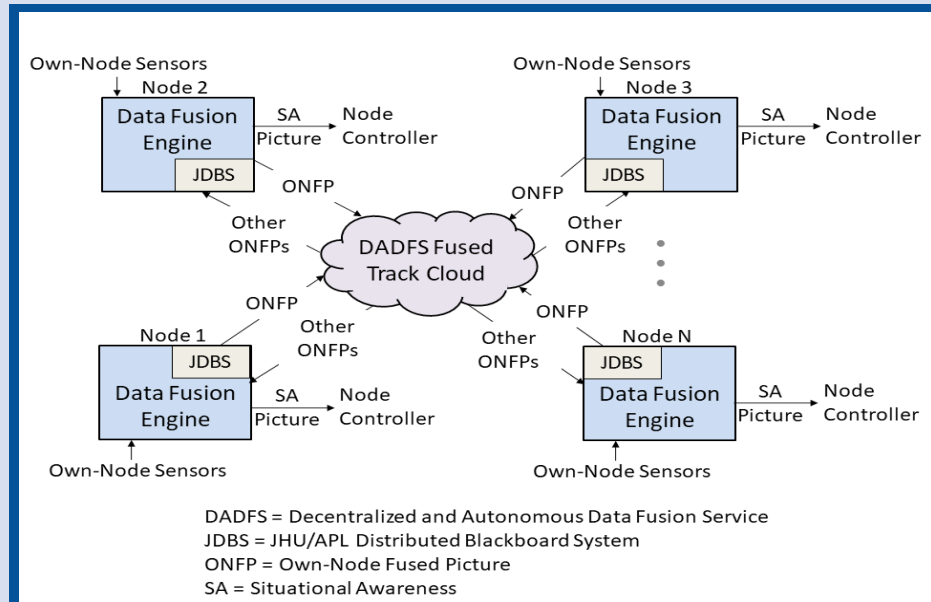 Own-Node Sensors
Node 2
Data Fusion
Engine
JDBS
SA
Picture
Node
Controller
ONFP
Other
ONFPs
Own-Node Sensors
Node 3
Data Fusion
Engine
JDBS
SA
Picture
Node
Controller
ONFP
Other
ONFPs
DADFS Fused
Track Cloud
Node 1
JDBS
Data Fusion
Engine
ONFP
Other
ONFPs
SA
Picture
Node
Controller
Own-Node Sensors
Node N
JDBS
Data Fusion
Engine
ONFP
Other
ONFPs
SA
Picture
Node
Controller
Own-Node Sensors
DADFS = Decentralized and Autonomous Data Fusion Service
JDBS = JHU/APL Distributed Blackboard System
ONFP = Own-Node Fused Picture
SA = Situational Awareness